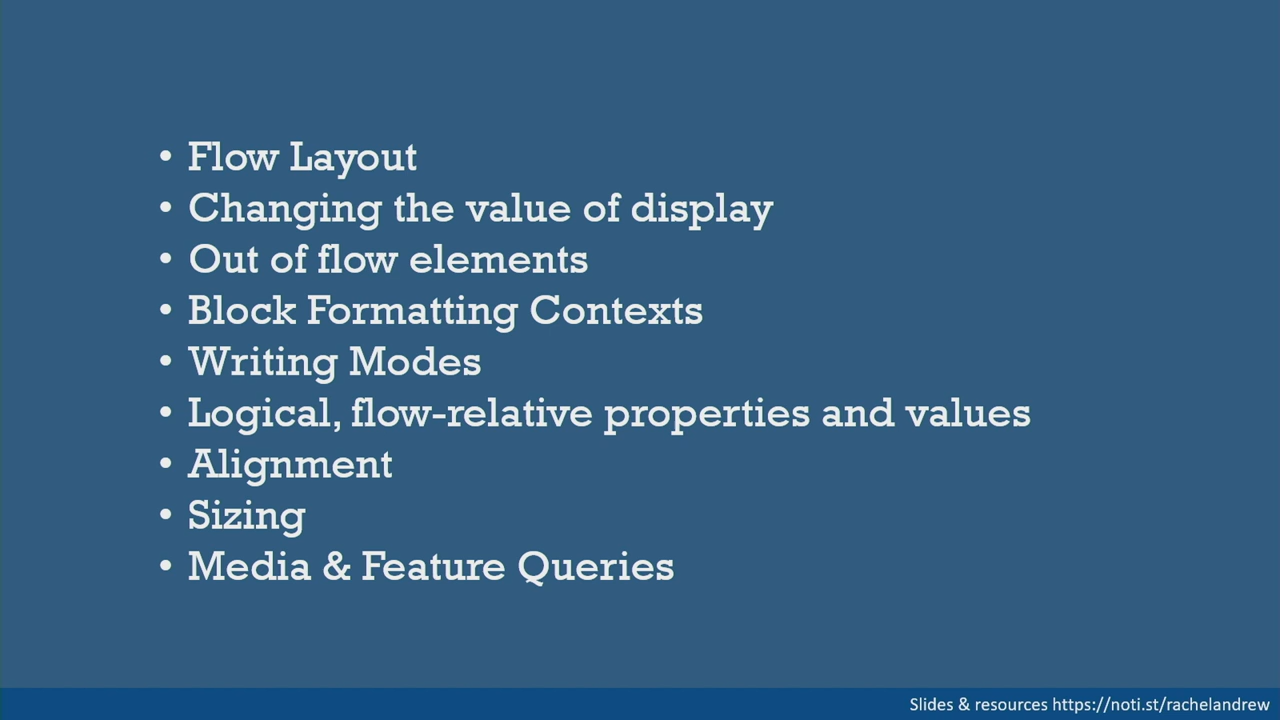 • Flow Layout
• Changing the value of display
• Out of flow elements
• Block Formatting Contexts
• Writing Modes
• Logical, flow-relative properties and values
• Alignment
• Sizing
• Media & Feature Queries
Slides & resources https://noti.st/rachelandrew